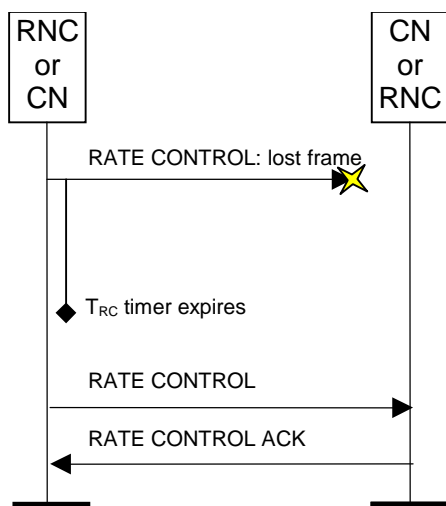 RNC
or
CN
CN
or
RNC
RATE CONTROL: lost frame
TRC timer expires
RATE CONTROL
RATE CONTROL ACK